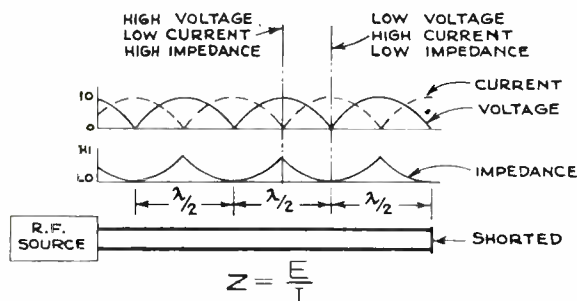 HIGH VOLTAGE
LOW CURRENT
HIGH IMPEDANCE
LOW VOLTAGE
HIGH CURRENT
LOW IMPEDANCE
CURRENT
VOLTAGE
10
0
HI
LO
IMPEDANCE
λ/2 λ/2 λ/2
R.F.
SOURCE
SHORTED
Z = E/I